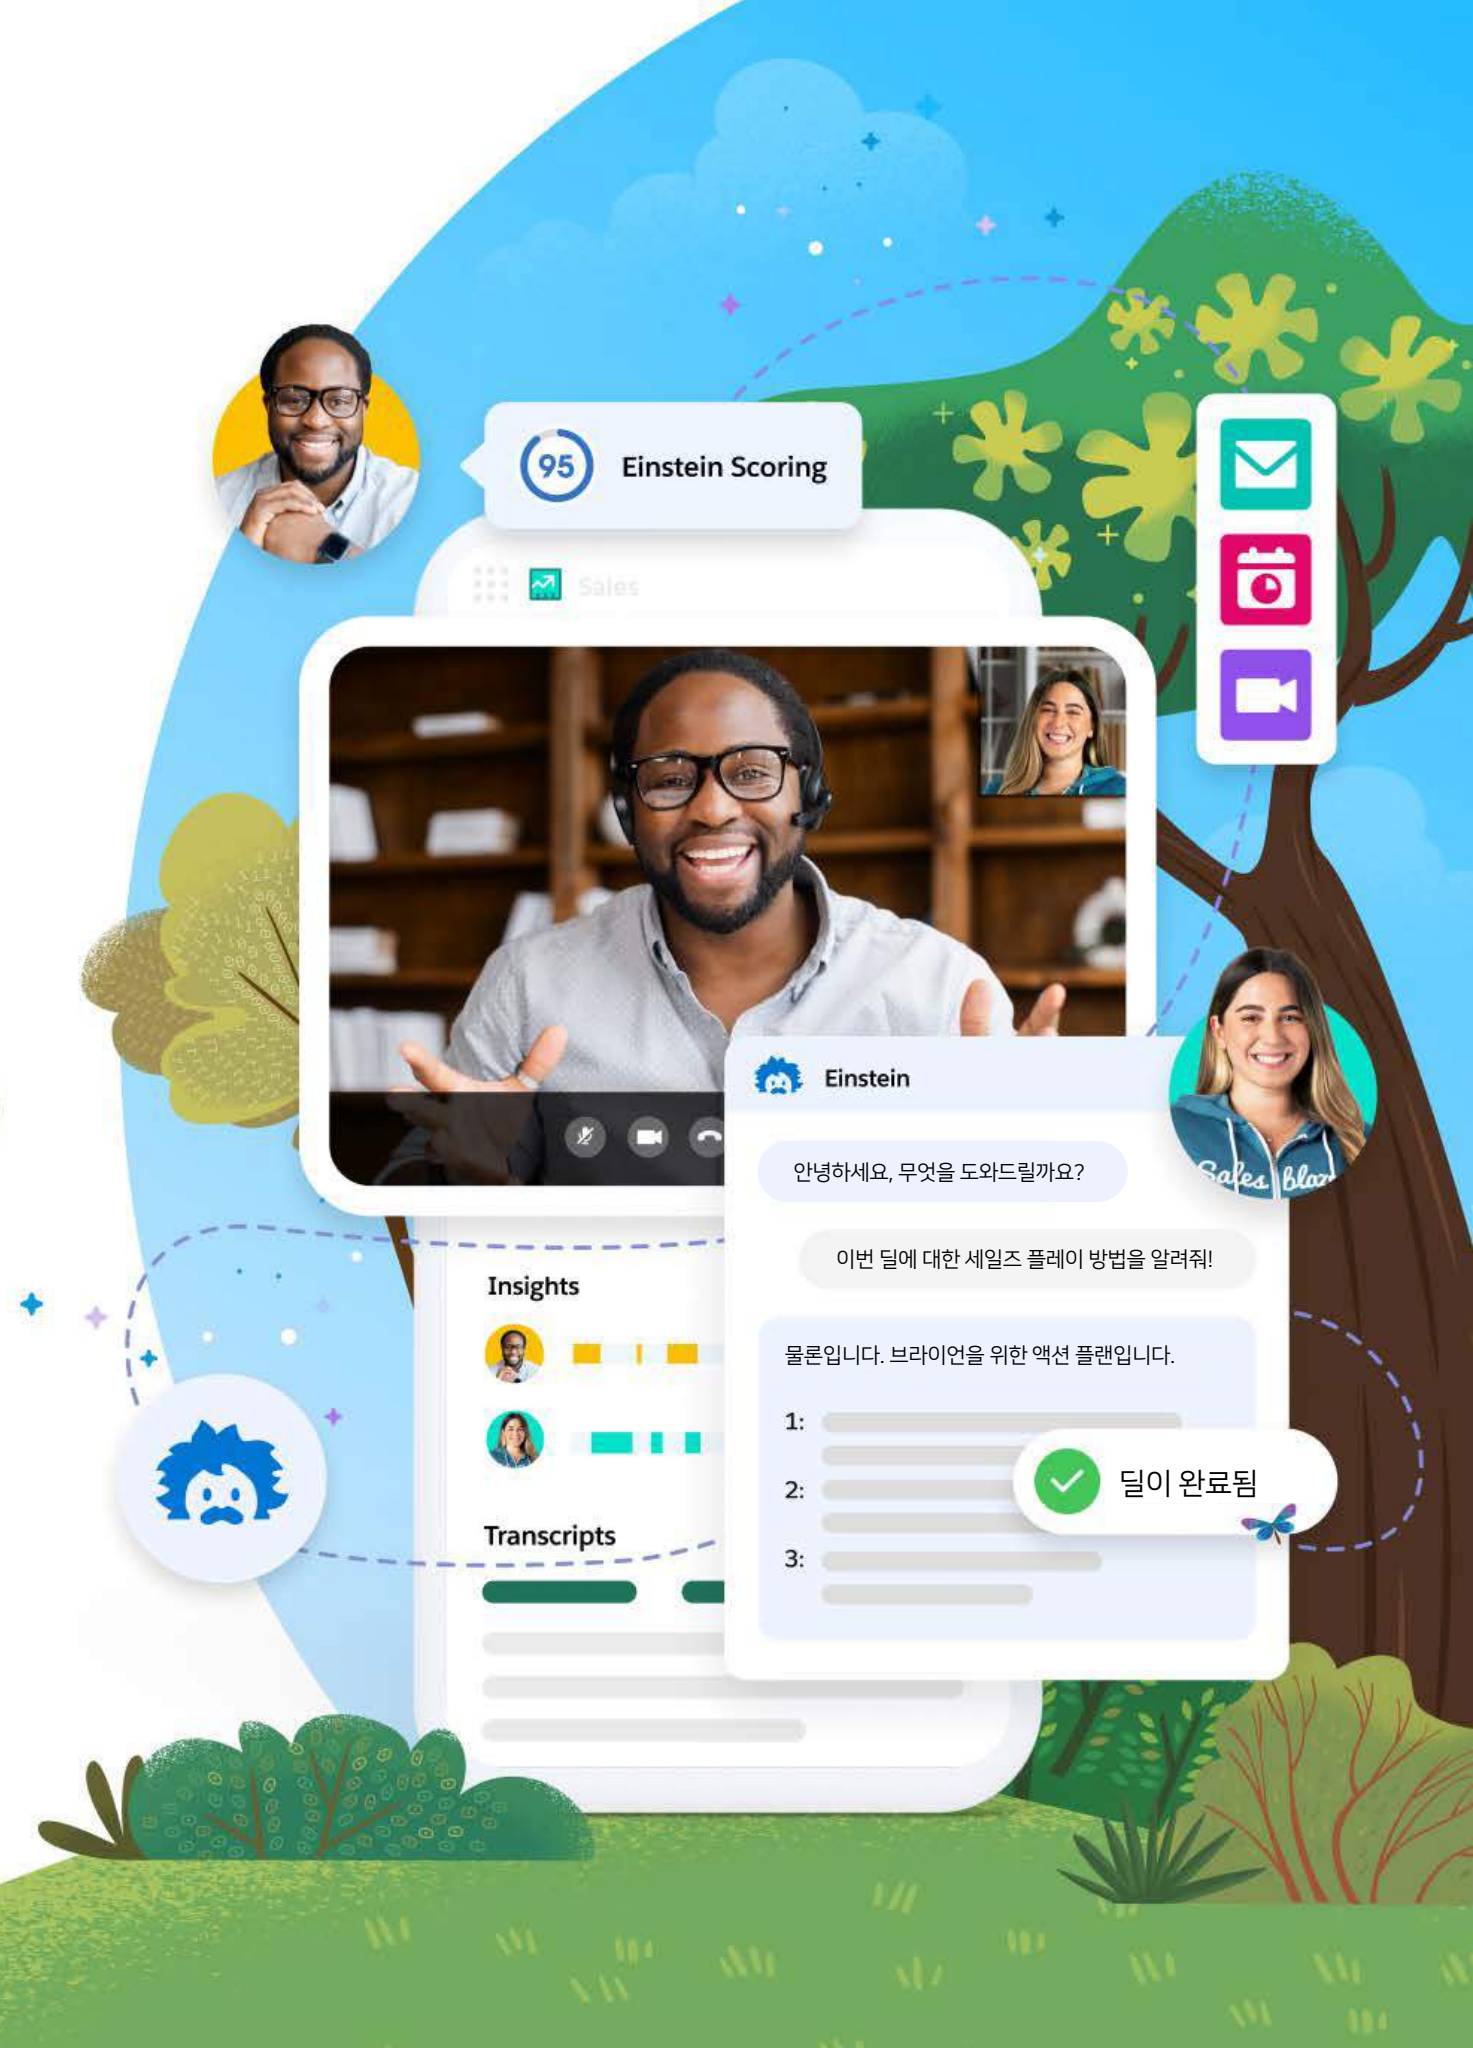 95
Einstein Scoring
Sales
Einstein
안녕하세요, 무엇을 도와드릴까요?
Sales blaz
이번 딜에 대한 세일즈 플레이 방법을 알려줘!
Insights
물론입니다. 브라이언을 위한 액션 플랜입니다.
1:
2:
딜이 완료됨
Transcripts
3: